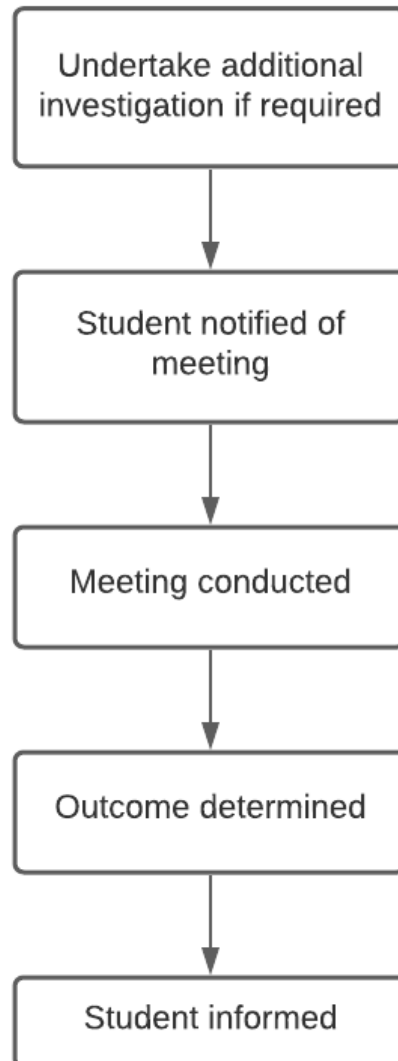 Undertake additional
investigation if required
Student notified of
meeting
Meeting conducted
Outcome determined
Student informed